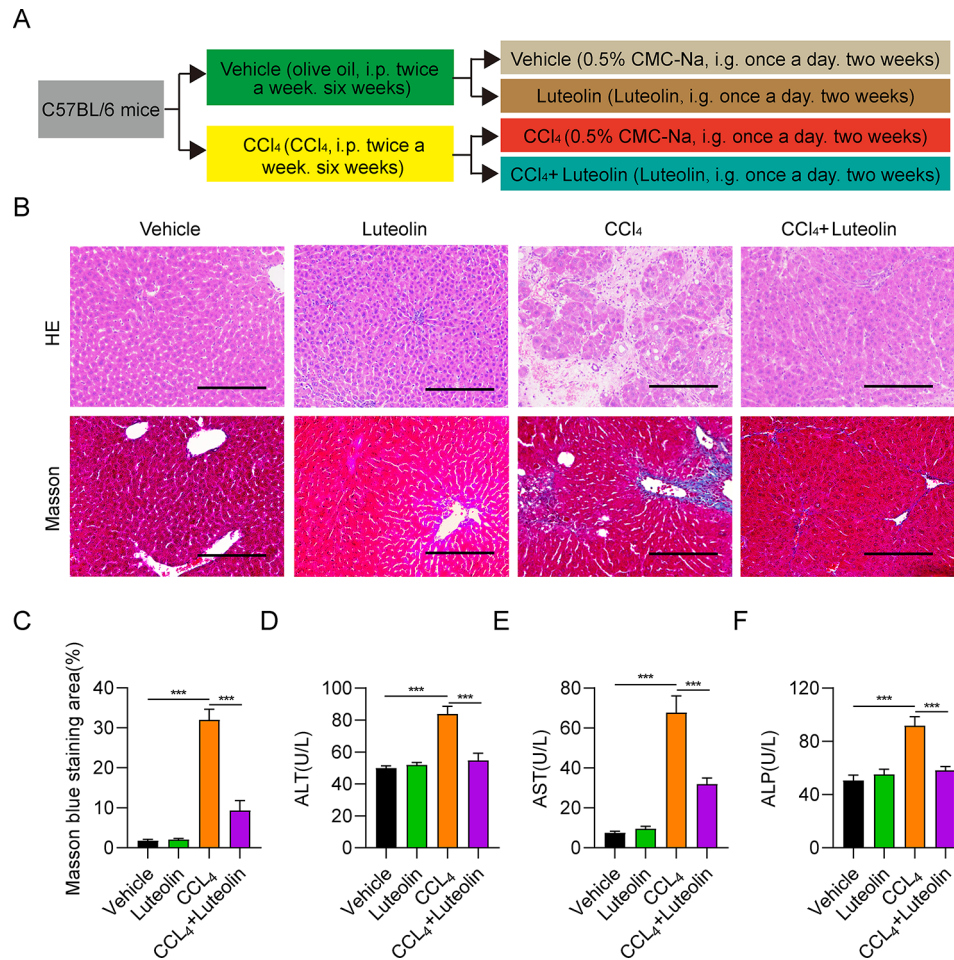 A
C57BL/6 mice
Vehicle (olive oil, i.p. twice
a week. six weeks)
CCl₄ (CCl₄, i.p. twice a
week. six weeks)
Vehicle (0.5% CMC-Na, i.g. once a day. two weeks)
Luteolin (Luteolin, i.g. once a day. two weeks)
CCl₄ (0.5% CMC-Na, i.g. once a day. two weeks)
CCl₄+ Luteolin (Luteolin, i.g. once a day. two weeks)
B
Vehicle
Luteolin
CCl₄
CCl₄+Luteolin
HE
Masson
C
Masson blue staining area(%)
40
30
20
10
0
***
***
Vehicle
Luteolin
CCL₄
CCL₄+Luteolin
D
ALT(U/L)
100
80
60
40
20
0
***
***
Vehicle
Luteolin
CCL₄
CCL₄+Luteolin
E
AST(U/L)
80
60
40
20
0
***
***
Vehicle
Luteolin
CCL₄
CCL₄+Luteolin
F
ALP(U/L)
120
80
40
0
***
***
Vehicle
Luteolin
CCL₄
CCL₄+Luteolin